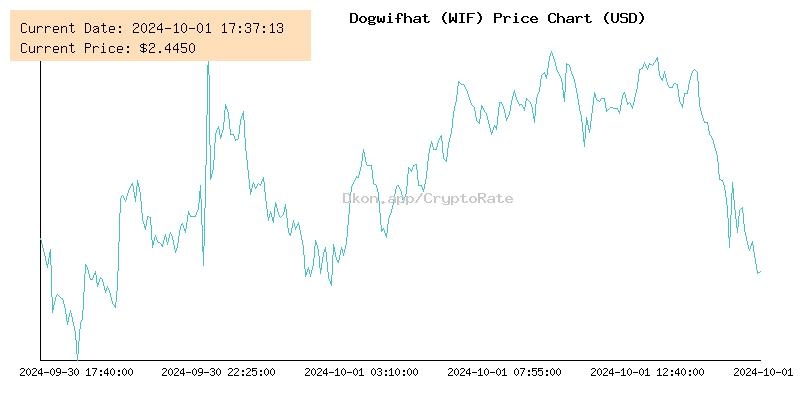 Dogwifhat (WIF) Price Chart (USD)
Current Date: 2024-10-01 17:37:13
Current Price: $2.4450
Dkon.app/CryptoRate
2024-09-30 17:40:00 2024-09-30 22:25:00 2024-10-01 03:10:00 2024-10-01 07:55:00 2024-10-01 12:40:00 2024-10-01